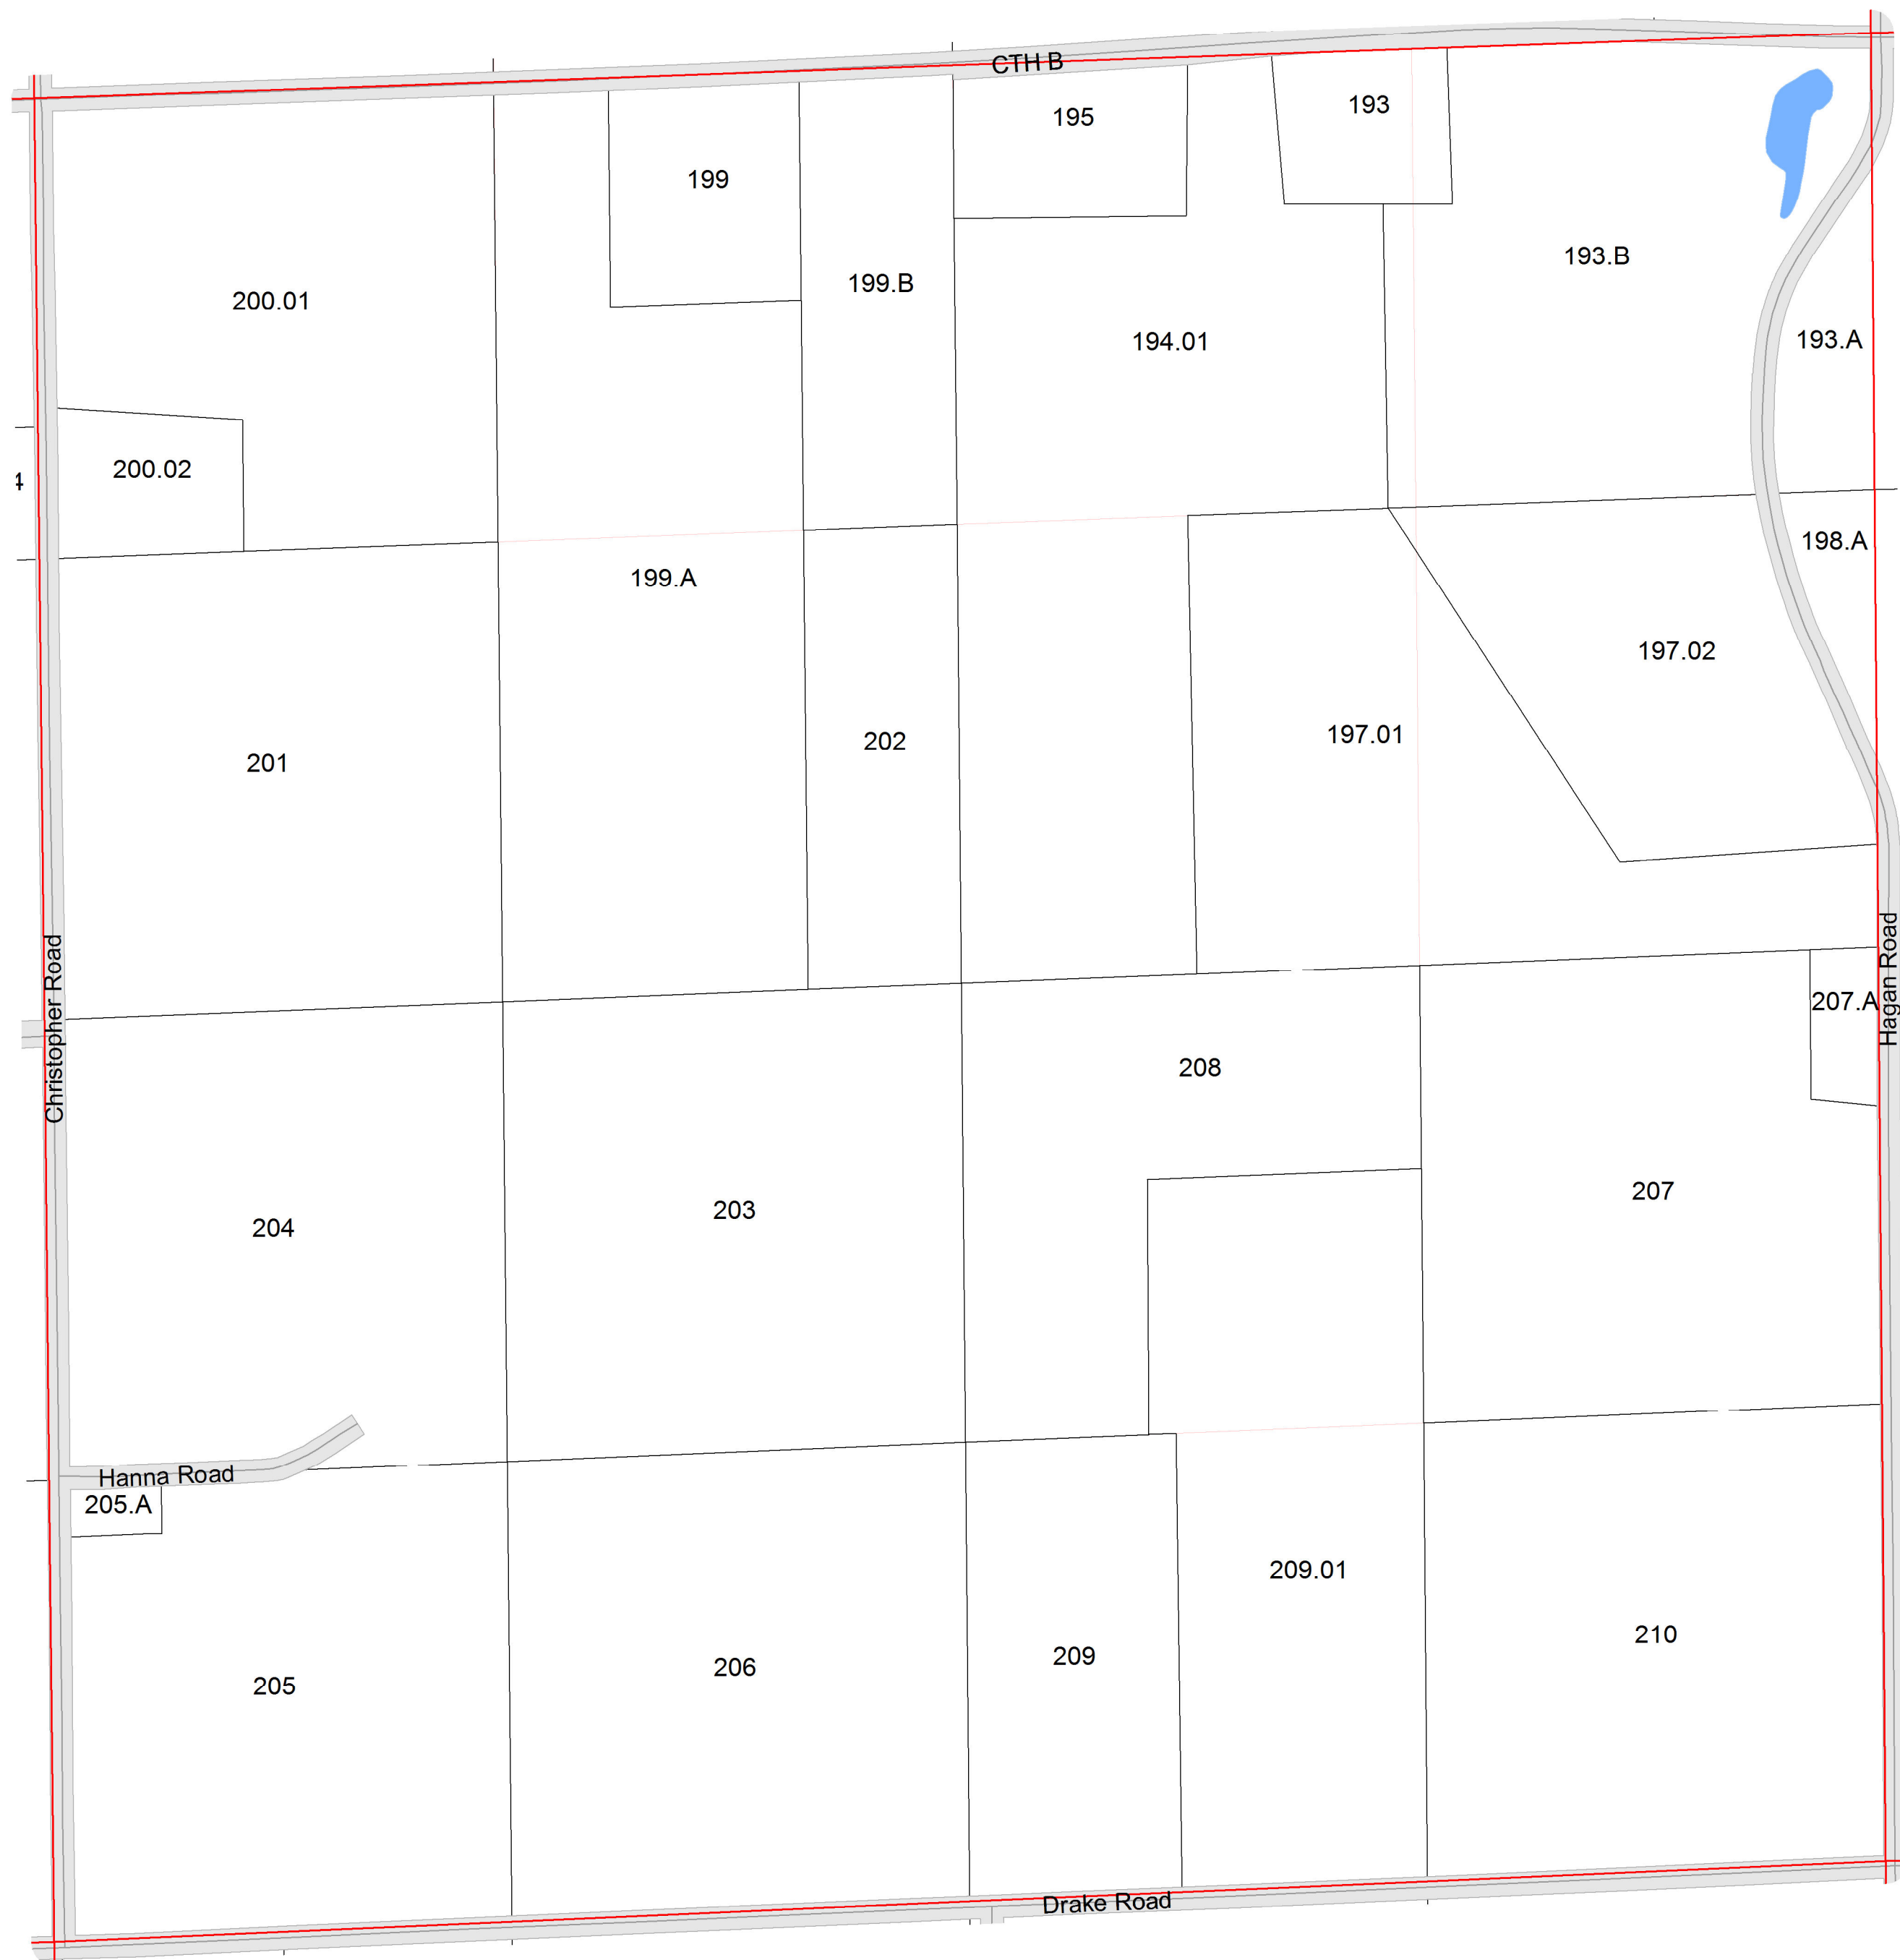 CTH B
195
193
199
193.B
199.B
200.01
194.01
193.A
200.02
4
198.A
199.A
197.02
197.01
202
201
Christopher Road
Hagan Road
207.A
208
207
203
204
Hanna Road
205.A
209.01
210
209
206
205
Drake Road